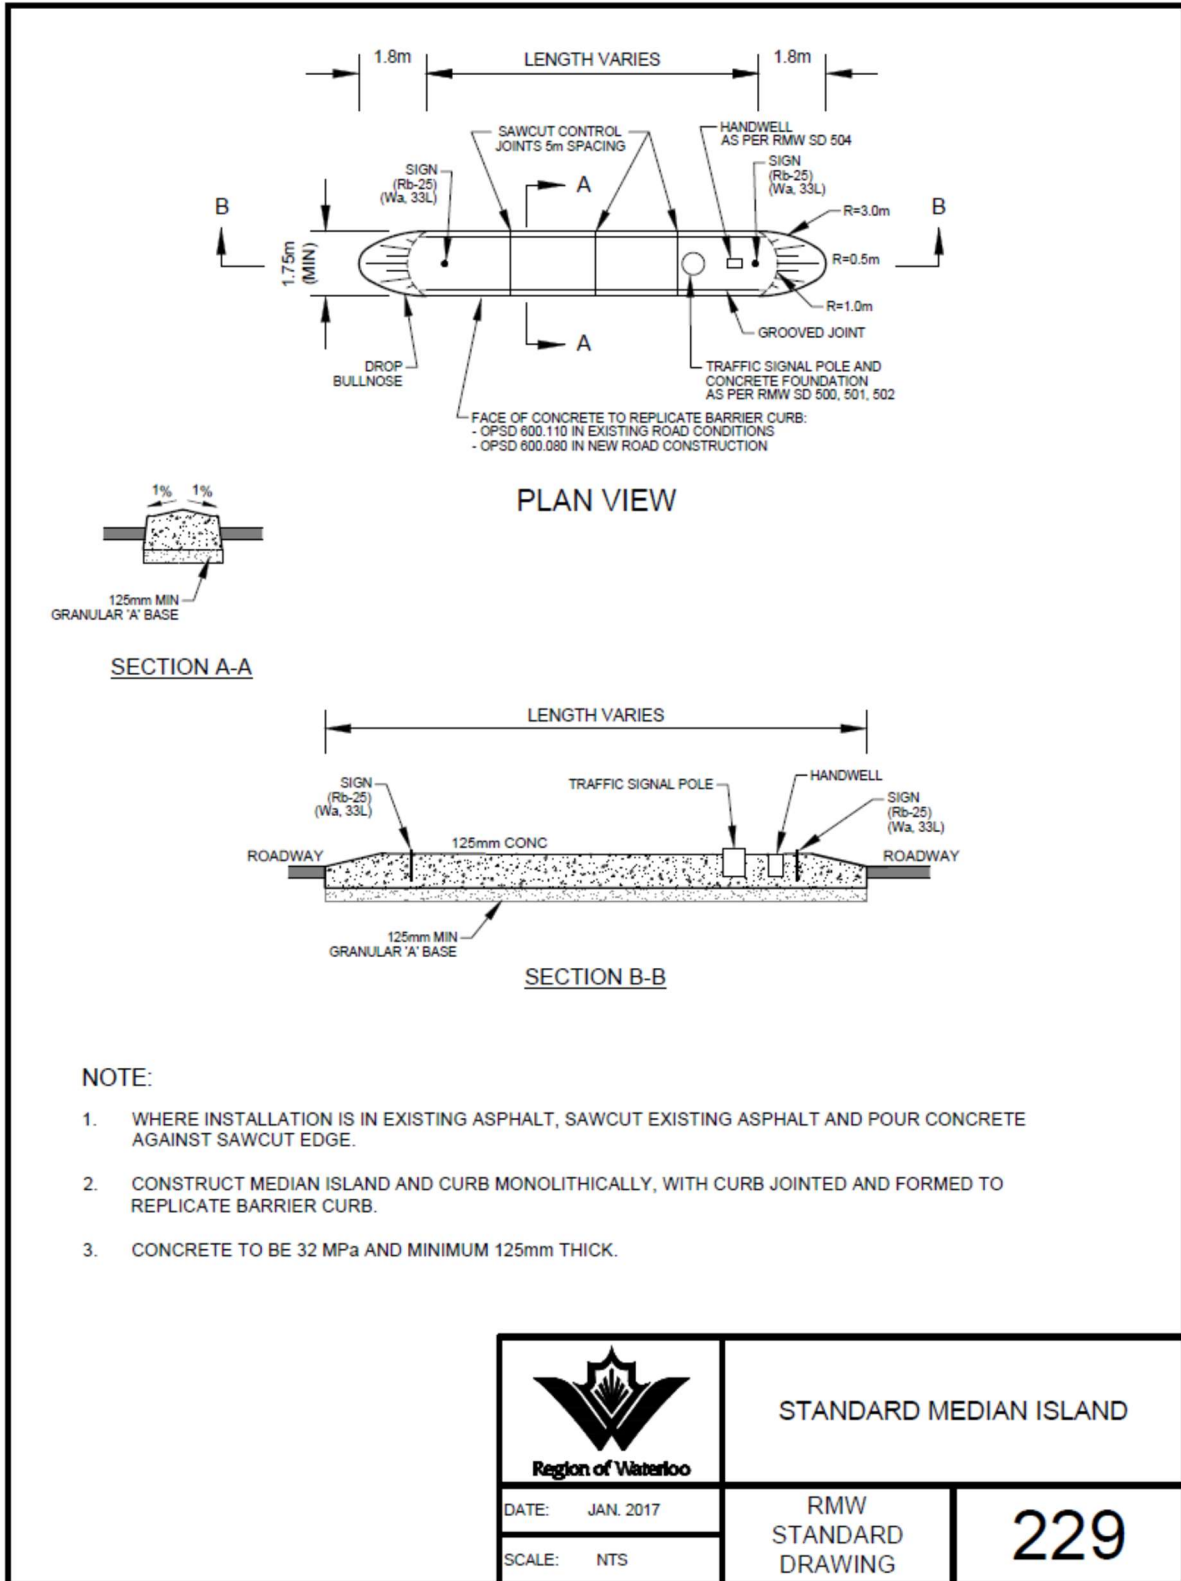 1.8m
LENGTH VARIES
1.8m
SAWCUT CONTROL
JOINTS 5m SPACING
HANDWELL
AS PER RMW SD 504
SIGN
(Rb-25)
(Wa, 33L)
A
SIGN
(Rb-25)
(Wa, 33L)
B
B
R=3.0m
1.75m
(MIN)
R=0.5m
R=1.0m
GROOVED JOINT
A
DROP
BULLNOSE
TRAFFIC SIGNAL POLE AND
CONCRETE FOUNDATION
AS PER RMW SD 500, 501, 502
FACE OF CONCRETE TO REPLICATE BARRIER CURB:
- OPSD 600.110 IN EXISTING ROAD CONDITIONS
- OPSD 600.080 IN NEW ROAD CONSTRUCTION
PLAN VIEW
1% 1%
125mm MIN
GRANULAR 'A' BASE
SECTION A-A
LENGTH VARIES
SIGN
(Rb-25)
(Wa, 33L)
TRAFFIC SIGNAL POLE
HANDWELL
SIGN
(Rb-25)
(Wa, 33L)
ROADWAY
125mm CONC
ROADWAY
125mm MIN
GRANULAR 'A' BASE
SECTION B-B
NOTE:
1. WHERE INSTALLATION IS IN EXISTING ASPHALT, SAWCUT EXISTING ASPHALT AND POUR CONCRETE
AGAINST SAWCUT EDGE.
2. CONSTRUCT MEDIAN ISLAND AND CURB MONOLITHICALLY, WITH CURB JOINTED AND FORMED TO
REPLICATE BARRIER CURB.
3. CONCRETE TO BE 32 MPa AND MINIMUM 125mm THICK.
Region of Waterloo
STANDARD MEDIAN ISLAND
DATE: JAN. 2017
SCALE: NTS
RMW
STANDARD
DRAWING
229